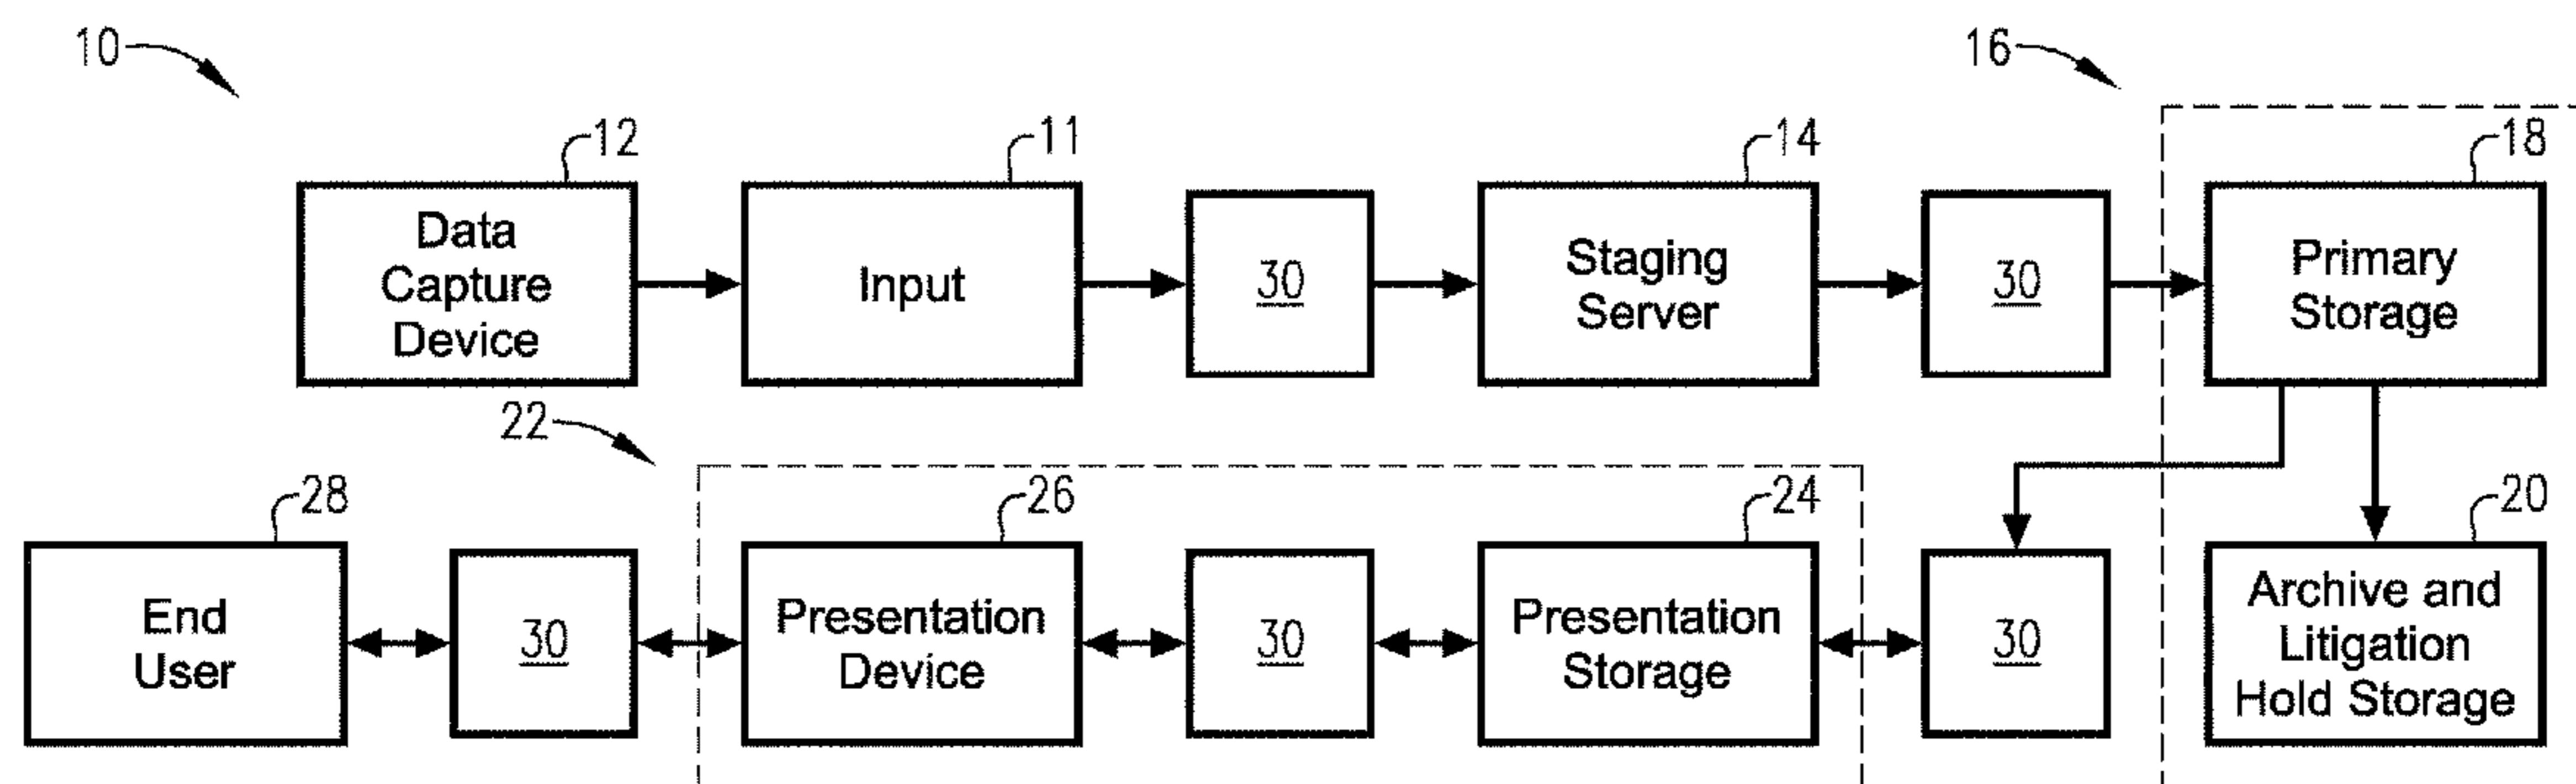 10
16
12
11
14
18
Data
Capture
Device
Input
30
Staging
Server
30
Primary
Storage
22
28
26
24
20
End
User
30
Presentation
Device
30
Presentation
Storage
30
Archive and
Litigation
Hold Storage